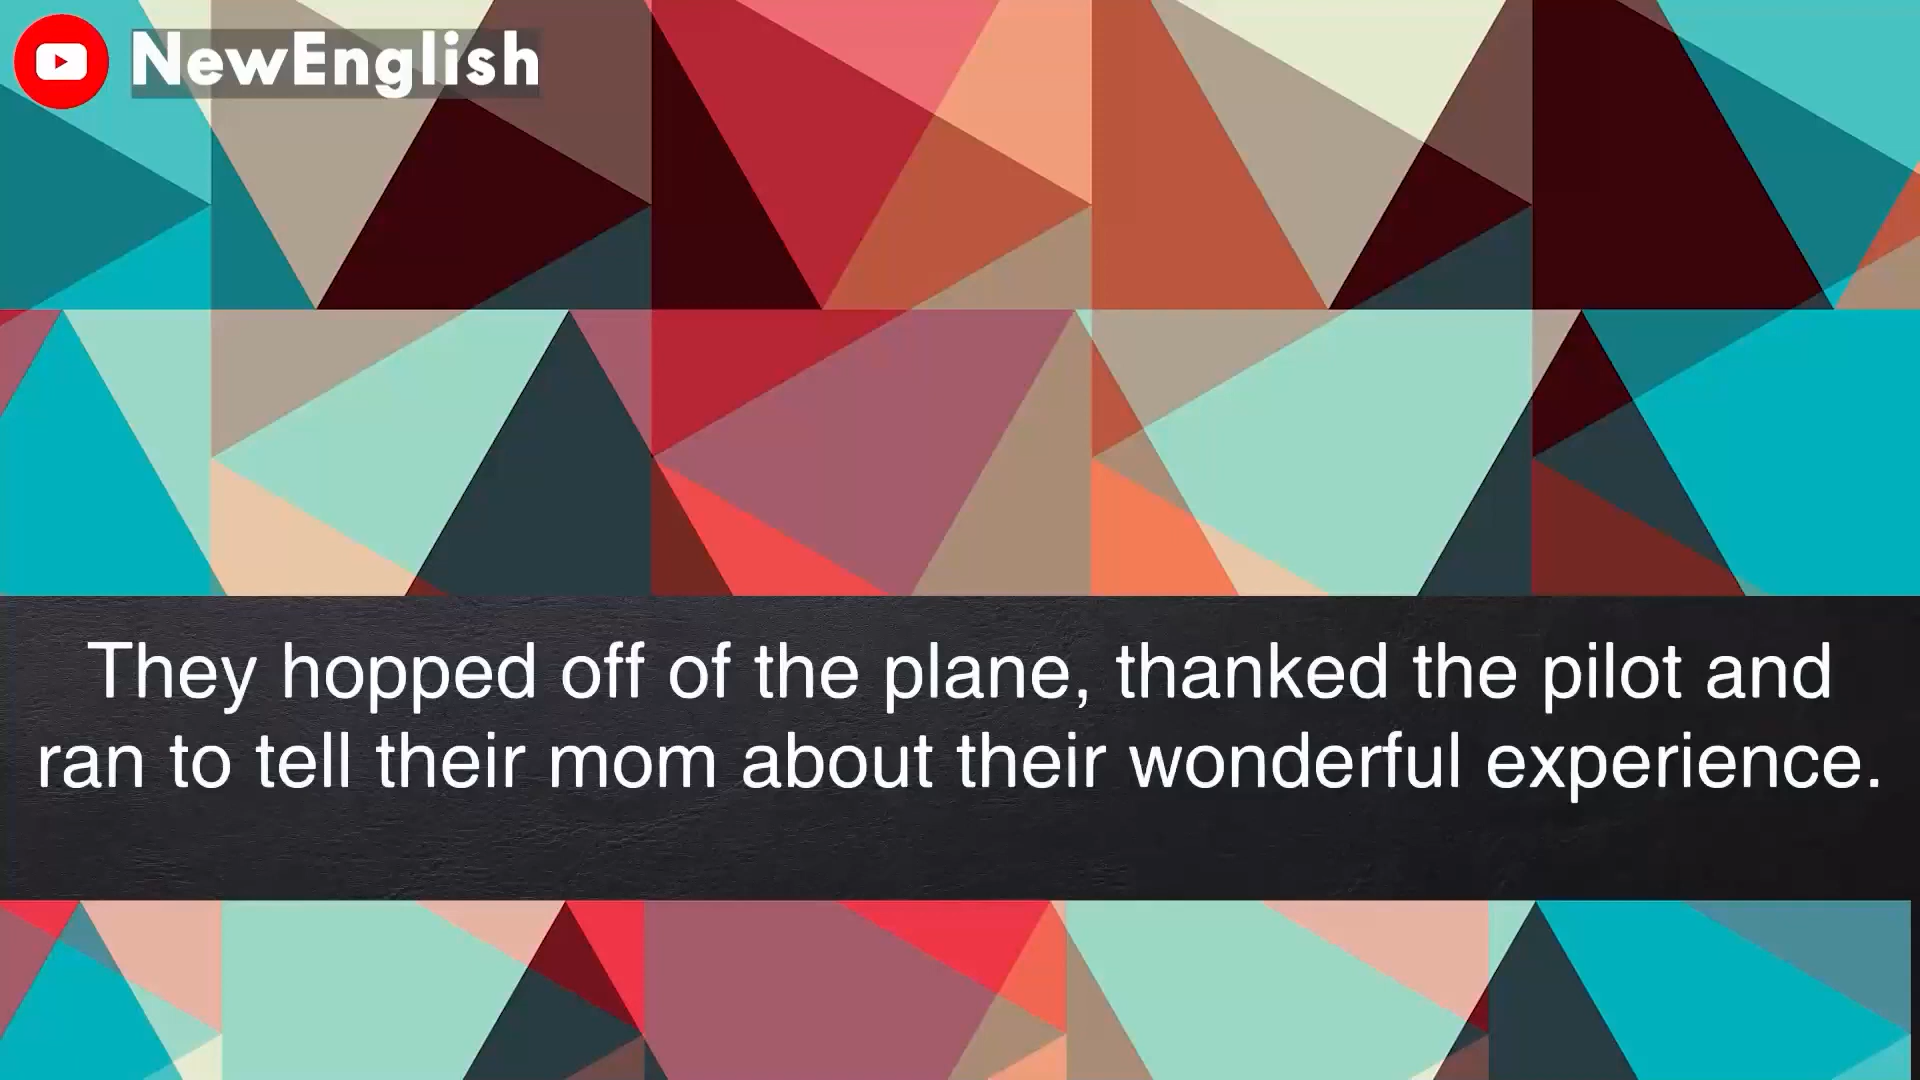 NewEnglish
They hopped off of the plane, thanked the pilot and
ran to tell their mom about their wonderful experience.